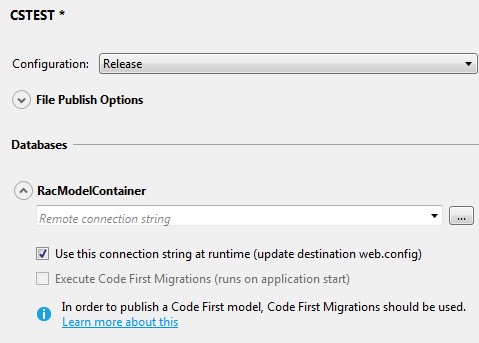 CSTEST *
Configuration: Release
File Publish Options
Databases
RacModelContainer
Remote connection string
...
Use this connection string at runtime (update destination web.config)
Execute Code First Migrations (runs on application start)
In order to publish a Code First model, Code First Migrations should be used.
Learn more about this